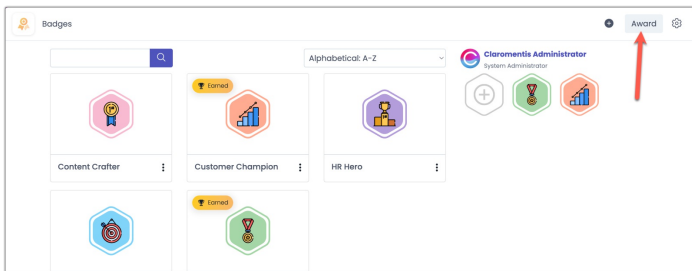 Badges
Award
Alphabetical: A-Z
Claromentis Administrator
System Administrator
Earned
Content Crafter
Customer Champion
HR Hero
Earned